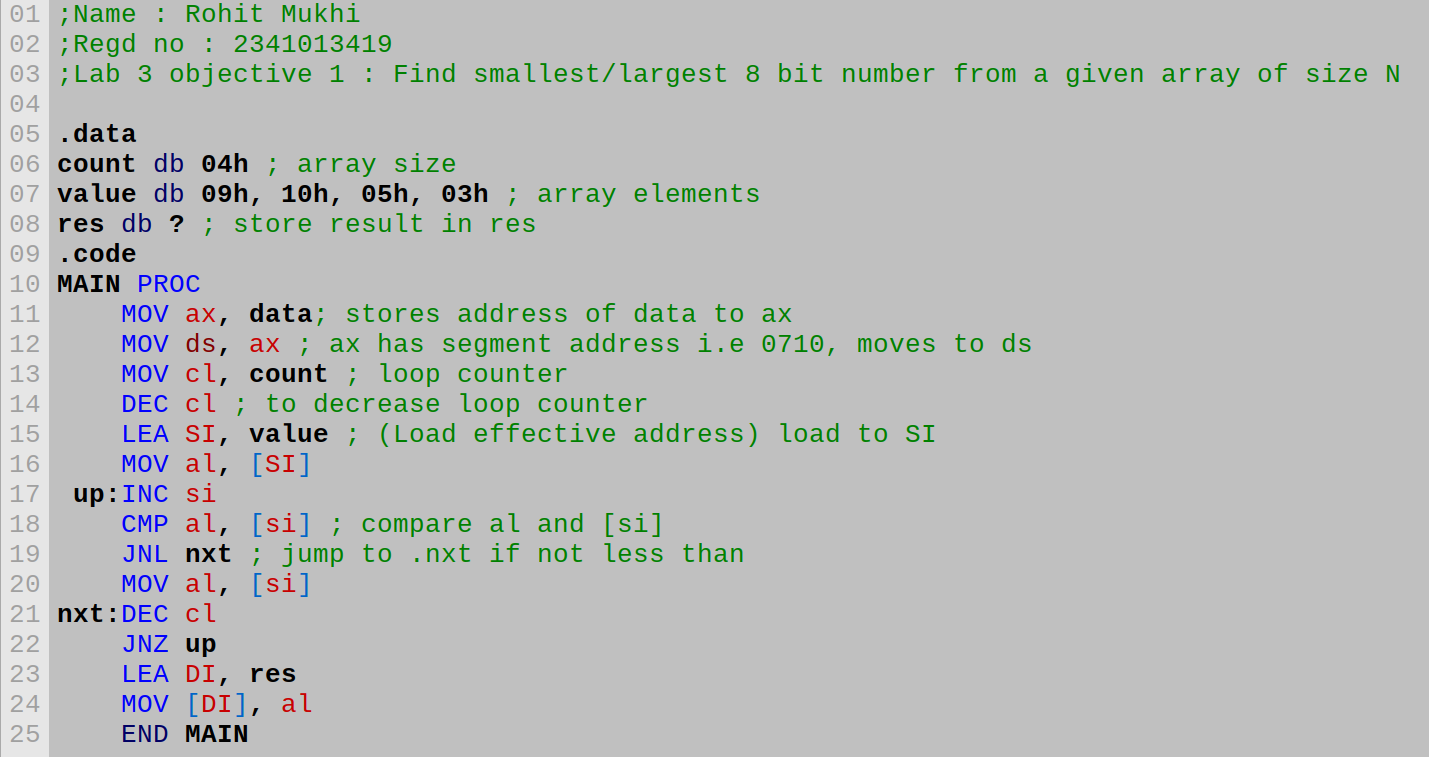 01 ;Name : Rohit Mukhi
02 ;Regd no : 2341013419
03 ;Lab 3 objective 1 : Find smallest/largest 8 bit number from a given array of size N
04
05 .data
06 count db 04h ; array size
07 value db 09h, 10h, 05h, 03h ; array elements
08 res db ? ; store result in res
09 .code
10 MAIN PROC
11     MOV ax, data; stores address of data to ax
12     MOV ds, ax ; ax has segment address i.e 0710, moves to ds
13     MOV cl, count ; loop counter
14     DEC cl ; to decrease loop counter
15     LEA SI, value ; (Load effective address) load to SI
16     MOV al, [SI]
17  up:INC si
18     CMP al, [si] ; compare al and [si]
19     JNL nxt ; jump to .nxt if not less than
20     MOV al, [si]
21 nxt:DEC cl
22     JNZ up
23     LEA DI, res
24     MOV [DI], al
25     END MAIN